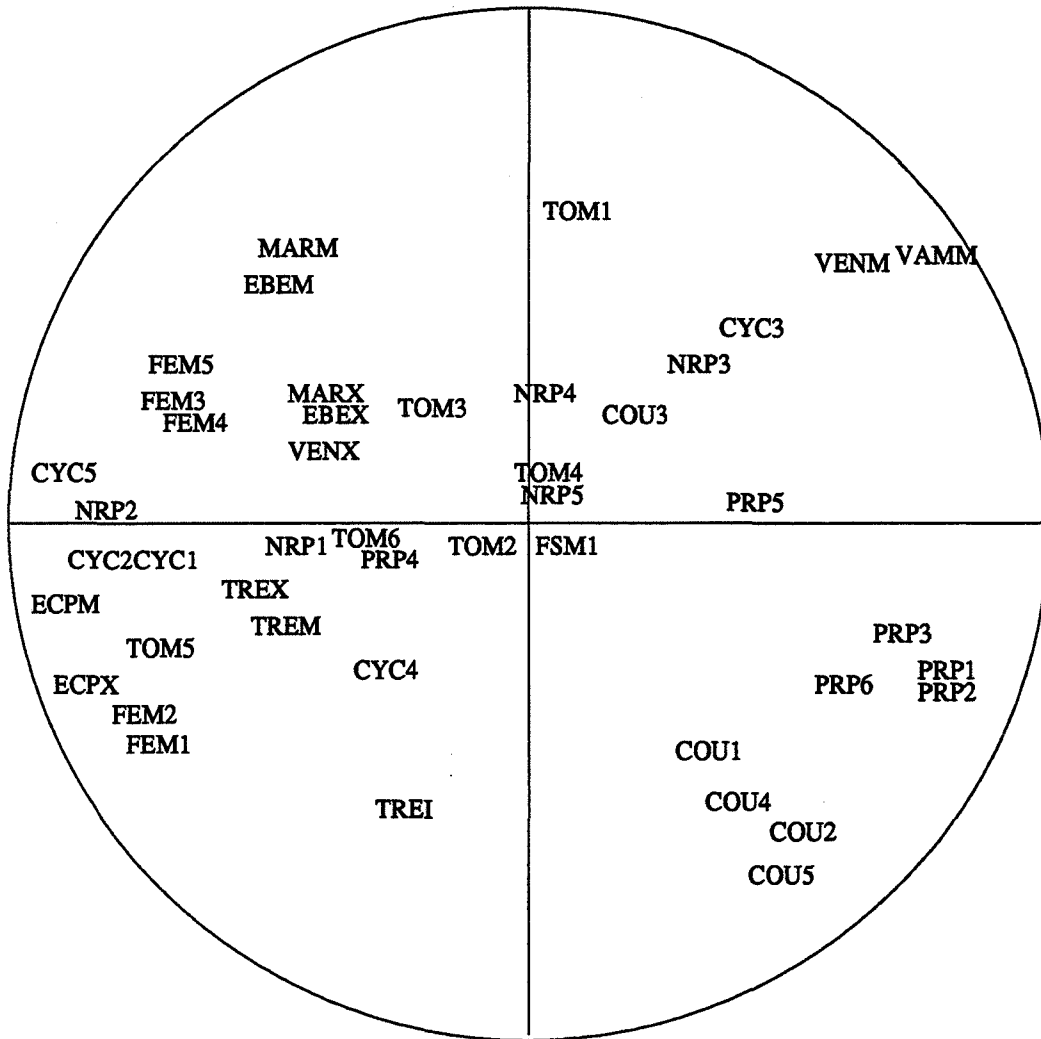 TOM1
MARM
VENM VAMM
EBEM
CYC3
FEM5 NRP3
FEM3 MARX TOM3 NRP4
FEM4 EBEX COU3
VENX
CYC5 TOM4
NRP2 NRP5 PRP5
NRP1 TOM6 TOM2 FSM1
CYC2CYC1 PRP4
ECPM TREX
TREM PRP3
TOM5
ECPX CYC4 PRP6 PRP1
PRP2
FEM2
FEM1 COU1
TREI COU4
COU2
COU5